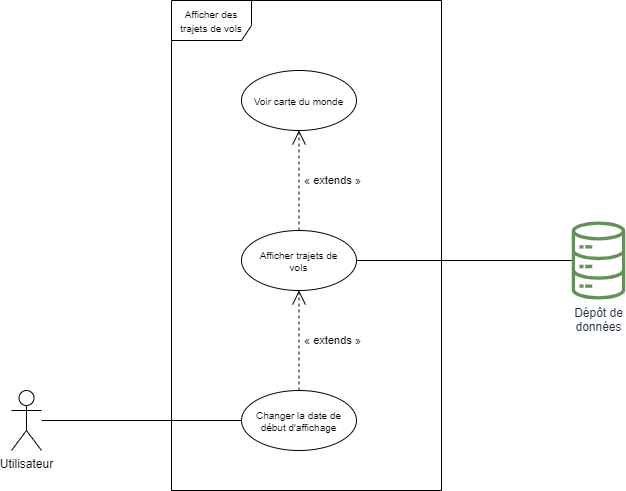 Afficher des
trajets de vols
Voir carte du monde
« extends »
Afficher trajets de
vols
Dépôt de
données
« extends »
Changer la date de
début d'affichage
Utilisateur